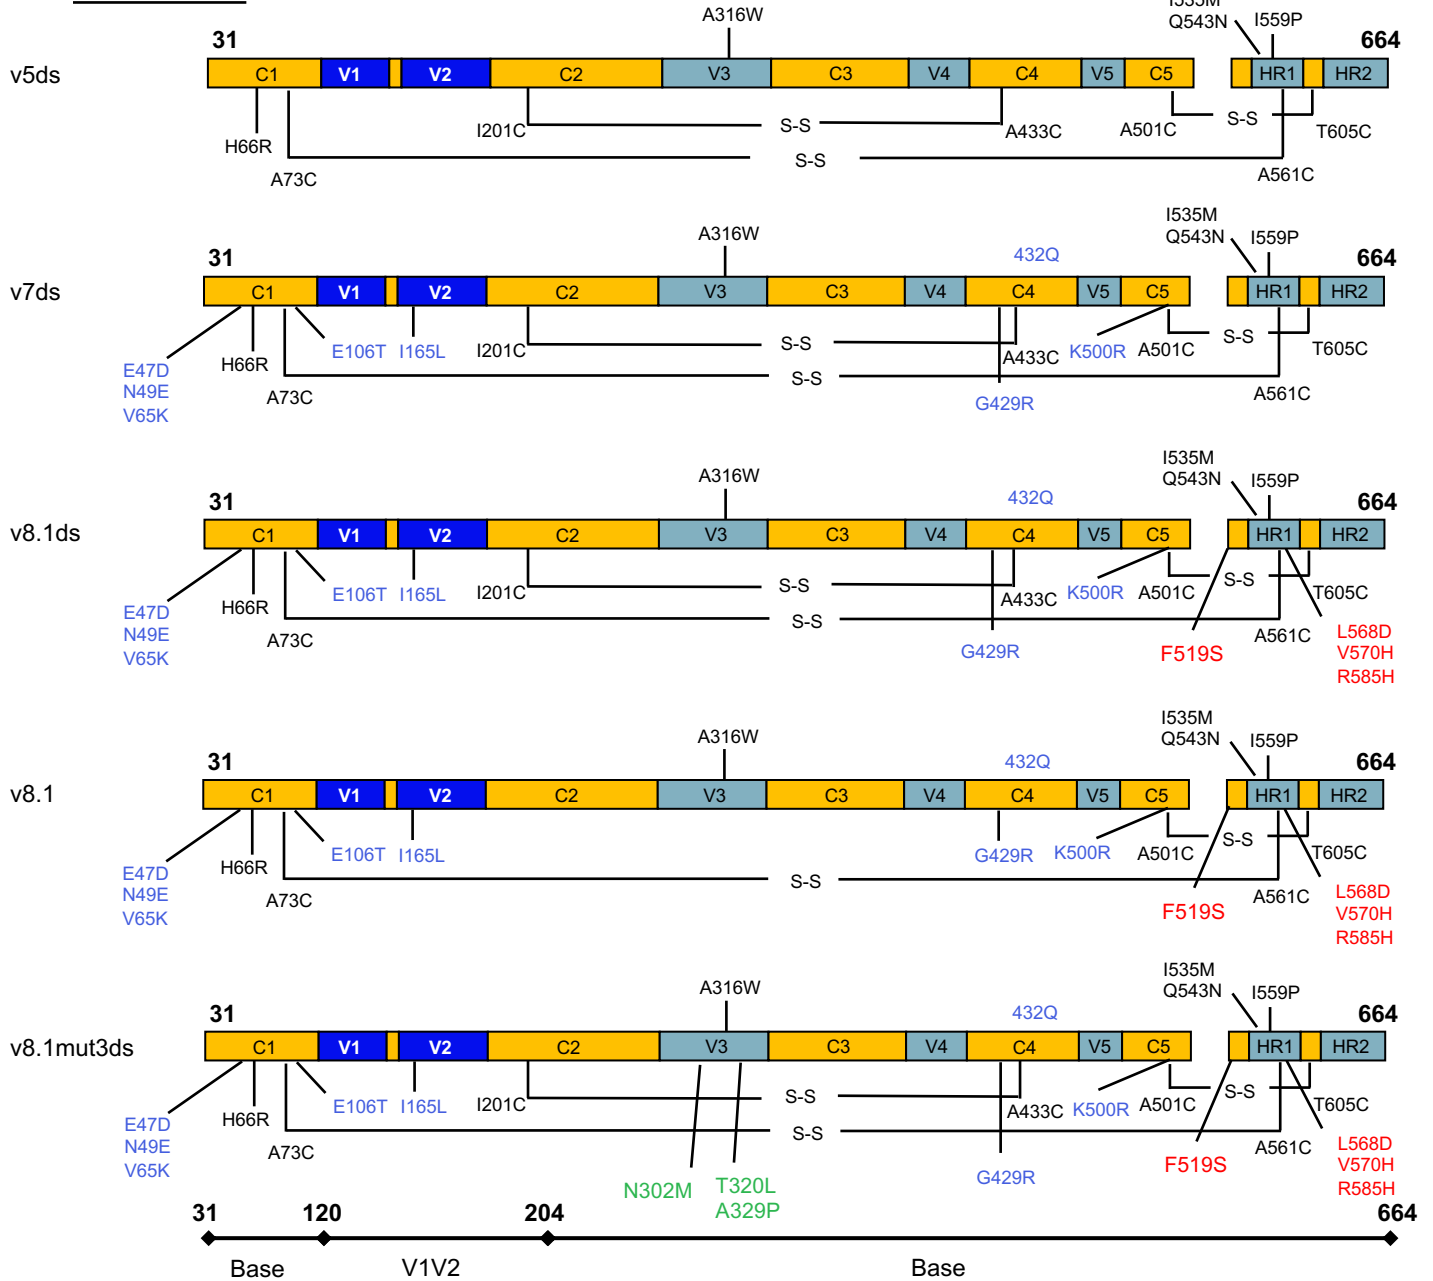 A316W
I535M
Q543N I559P
31 664
v5ds C1 V1 V2 C2 V3 C3 V4 C4 V5 C5 HR1 HR2
H66R I201C S-S A433C A501C S-S T605C
A73C S-S A561C
I535M
A316W 432Q Q543N I559P
31 664
v7ds C1 V1 V2 C2 V3 C3 V4 C4 V5 C5 HR1 HR2
E47D H66R E106T I165L I201C S-S A433C K500R A501C S-S T605C
N49E
V65K A73C S-S G429R A561C
I535M
A316W 432Q Q543N I559P
31 664
v8.1ds C1 V1 V2 C2 V3 C3 V4 C4 V5 C5 HR1 HR2
E47D H66R E106T I165L I201C S-S A433C K500R A501C S-S T605C
N49E A73C S-S A561C L568D
V65K G429R F519S V570H
R585H
I535M
A316W 432Q Q543N I559P
31 664
v8.1 C1 V1 V2 C2 V3 C3 V4 C4 V5 C5 HR1 HR2
E47D H66R E106T I165L G429R K500R A501C S-S T605C
N49E A73C S-S A561C L568D
V65K F519S V570H
R585H
I535M
A316W 432Q Q543N I559P
31 664
v8.1mut3ds C1 V1 V2 C2 V3 C3 V4 C4 V5 C5 HR1 HR2
E47D H66R E106T I165L I201C S-S A433C K500R A501C S-S T605C
N49E A73C S-S A561C L568D
V65K N302M T320L G429R F519S V570H
A329P R585H
31 120 204 664
Base V1V2 Base